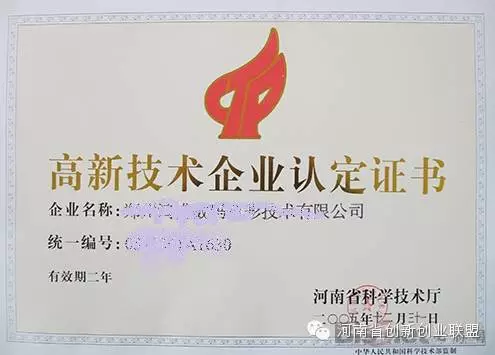 高新技术企业认定证书
企业名称: 技术有限公司
统一编号:
有效期二年
河南省科学技术厅
二〇〇五年十二月三十一日
河南省创新创业联盟
中华人民共和国科学技术部监制